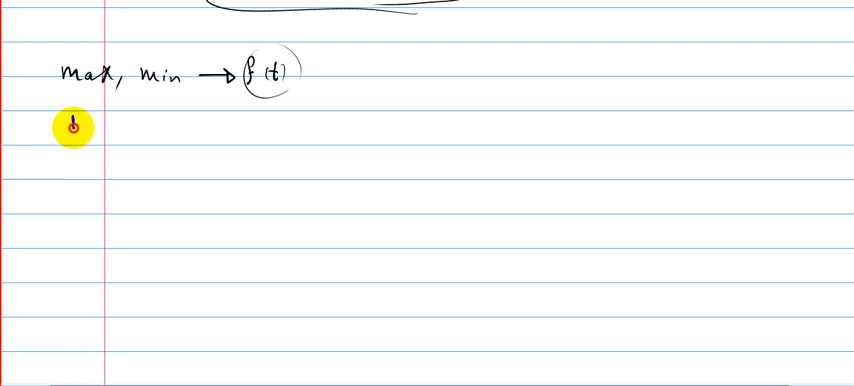 max, min → f(t)